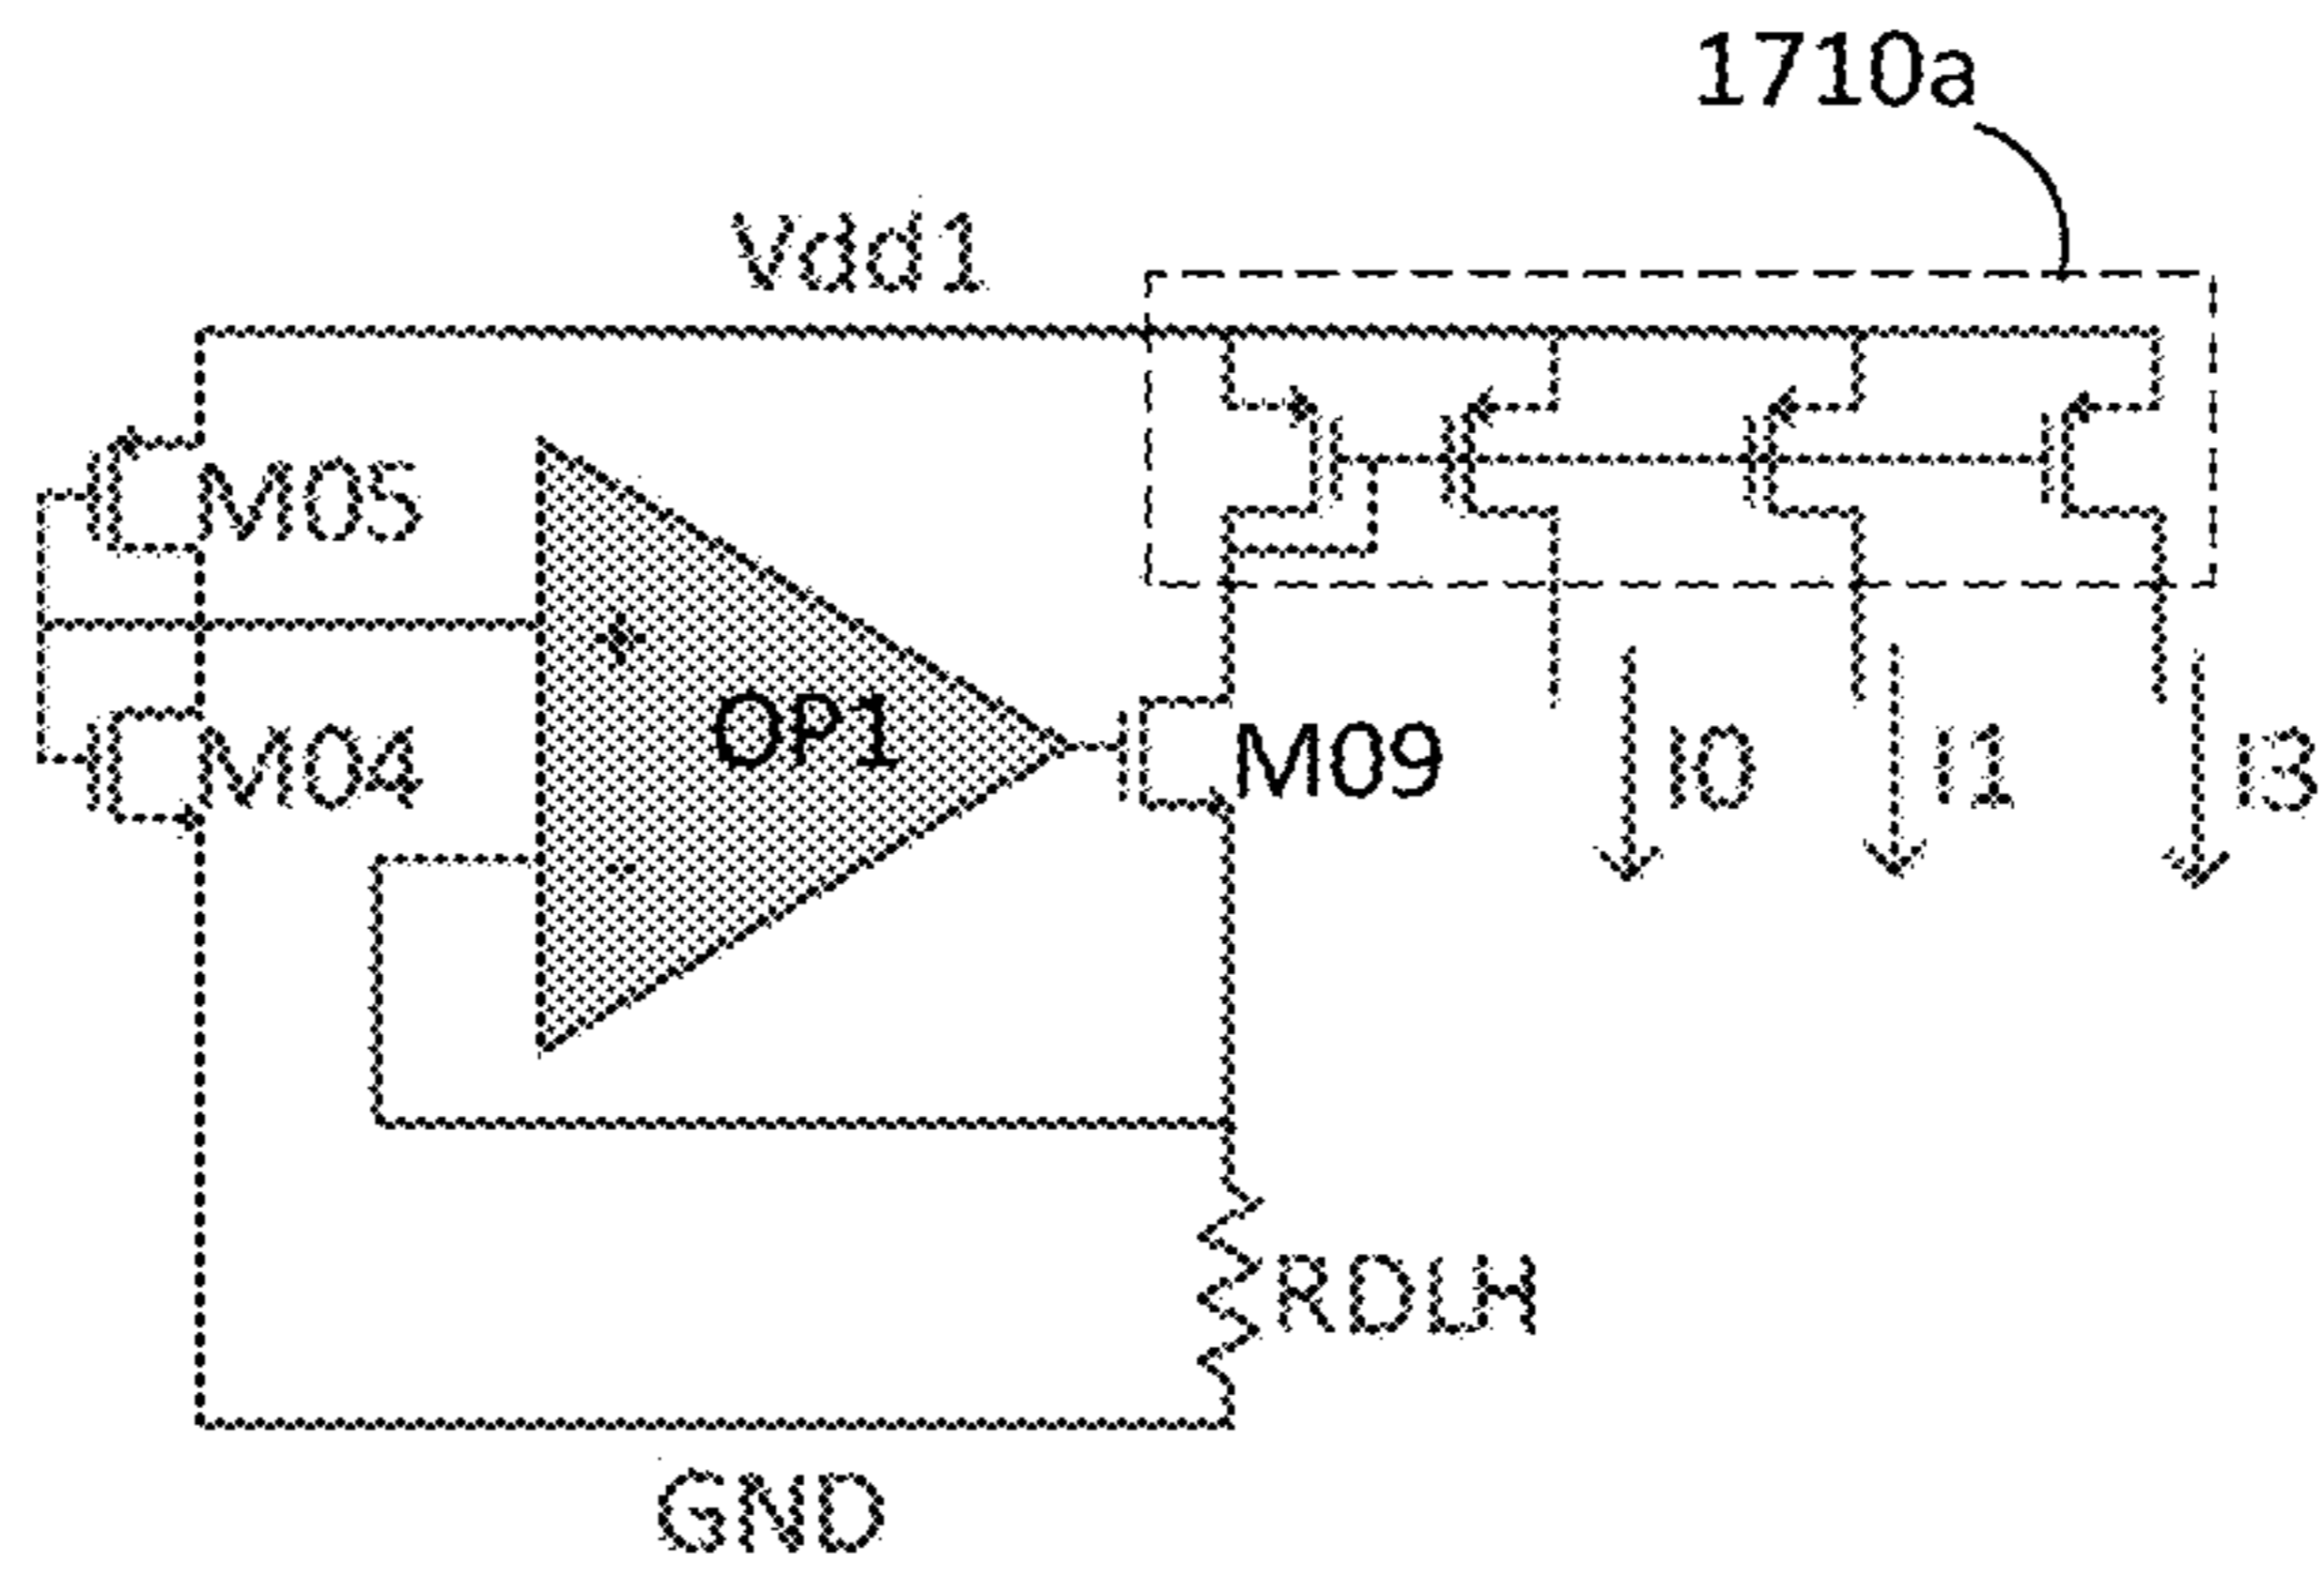 1710a
Vdd1
M05
+
OP1
M04
M09
I0
I1
I3
-
RDLH
GND